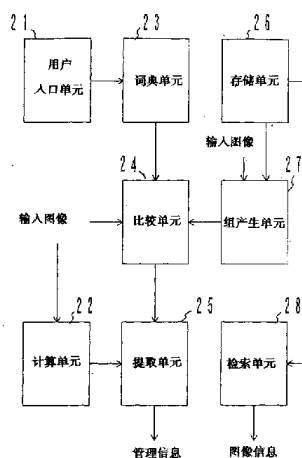 21
23
26
用户
入口单元
词典单元
存储单元
输入图像
24
27
输入图像
比较单元
组产生单元
22
25
28
计算单元
提取单元
检索单元
管理信息
图像信息